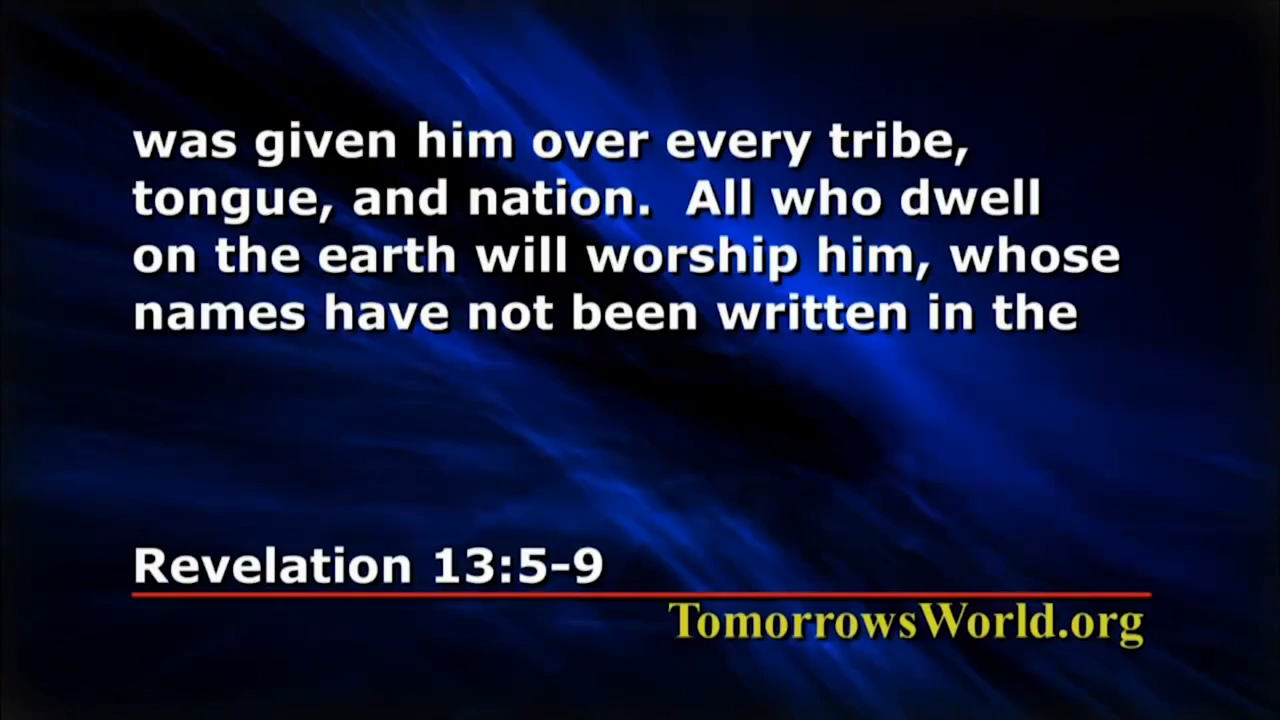 was given him over every tribe,
tongue, and nation.  All who dwell
on the earth will worship him, whose
names have not been written in the
Revelation 13:5-9
TomorrowsWorld.org